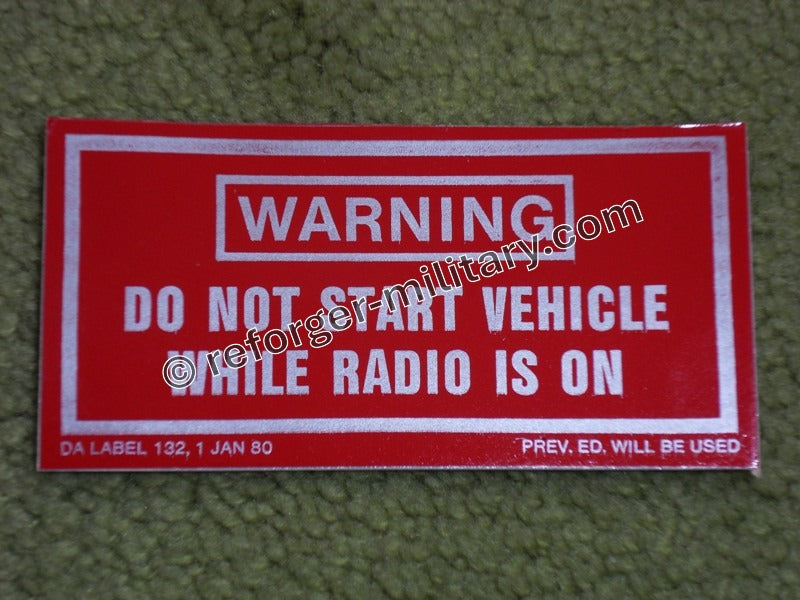 WARNING
DO NOT START VEHICLE
WHILE RADIO IS ON
DA LABEL 132, 1 JAN 80
PREV. ED. WILL BE USED
© reforger-military.com